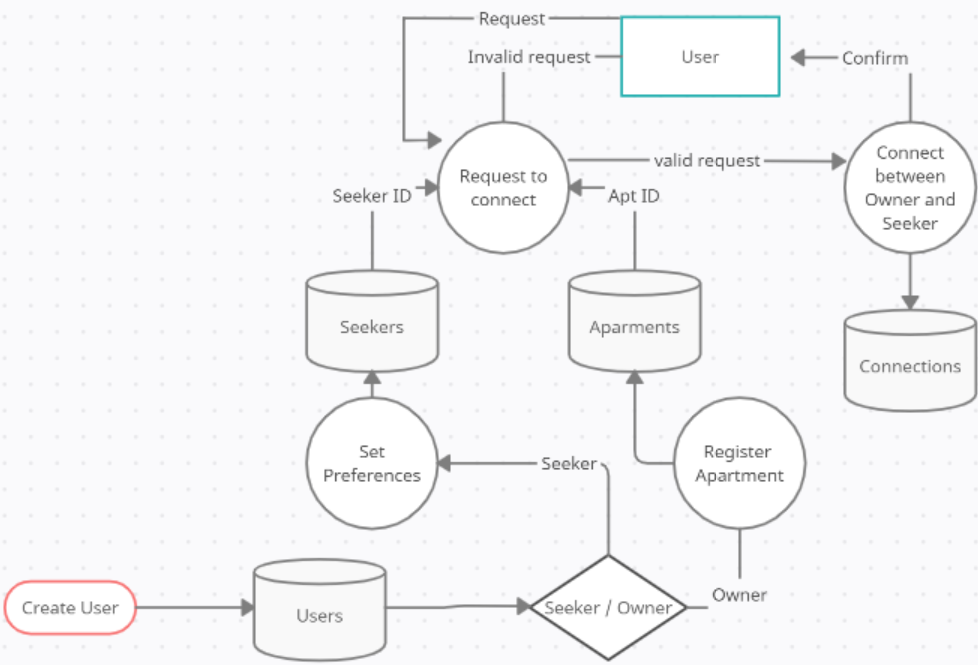 Request
Invalid request
User
Confirm
Request to
connect
valid request
Connect
between
Owner and
Seeker
Seeker ID
Apt ID
Seekers
Aparments
Connections
Set
Preferences
Seeker
Register
Apartment
Create User
Users
Seeker / Owner
Owner